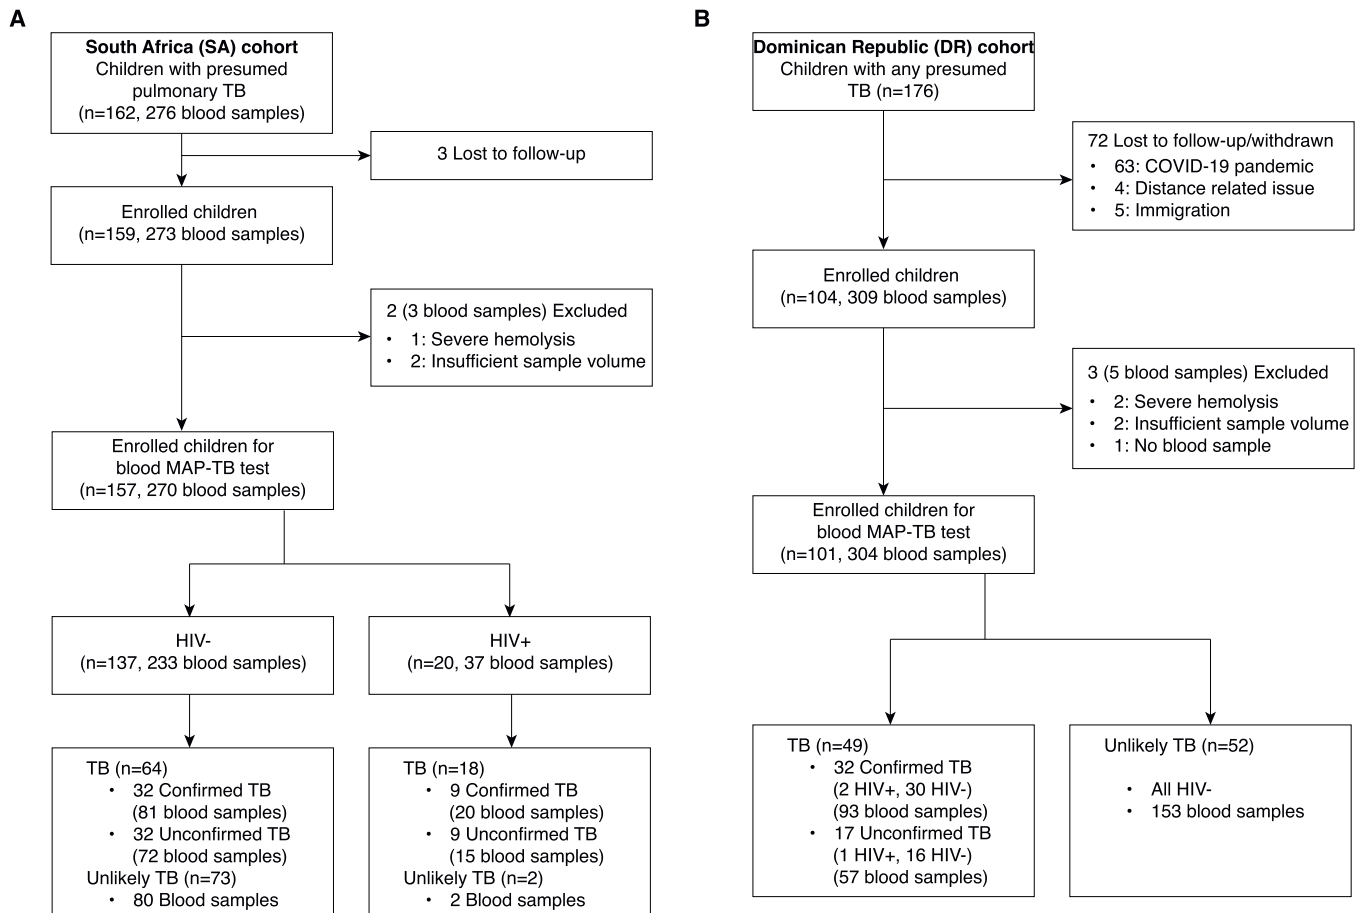 A
South Africa (SA) cohort
Children with presumed
pulmonary TB
(n=162, 276 blood samples)
3 Lost to follow-up
Enrolled children
(n=159, 273 blood samples)
2 (3 blood samples) Excluded
• 1: Severe hemolysis
• 2: Insufficient sample volume
Enrolled children for
blood MAP-TB test
(n=157, 270 blood samples)
HIV-
(n=137, 233 blood samples)
HIV+
(n=20, 37 blood samples)
TB (n=64)
• 32 Confirmed TB
(81 blood samples)
• 32 Unconfirmed TB
(72 blood samples)
Unlikely TB (n=73)
• 80 Blood samples
TB (n=18)
• 9 Confirmed TB
(20 blood samples)
• 9 Unconfirmed TB
(15 blood samples)
Unlikely TB (n=2)
• 2 Blood samples
B
Dominican Republic (DR) cohort
Children with any presumed
TB (n=176)
72 Lost to follow-up/withdrawn
• 63: COVID-19 pandemic
• 4: Distance related issue
• 5: Immigration
Enrolled children
(n=104, 309 blood samples)
3 (5 blood samples) Excluded
• 2: Severe hemolysis
• 2: Insufficient sample volume
• 1: No blood sample
Enrolled children for
blood MAP-TB test
(n=101, 304 blood samples)
TB (n=49)
• 32 Confirmed TB
(2 HIV+, 30 HIV-)
(93 blood samples)
• 17 Unconfirmed TB
(1 HIV+, 16 HIV-)
(57 blood samples)
Unlikely TB (n=52)
• All HIV-
• 153 blood samples